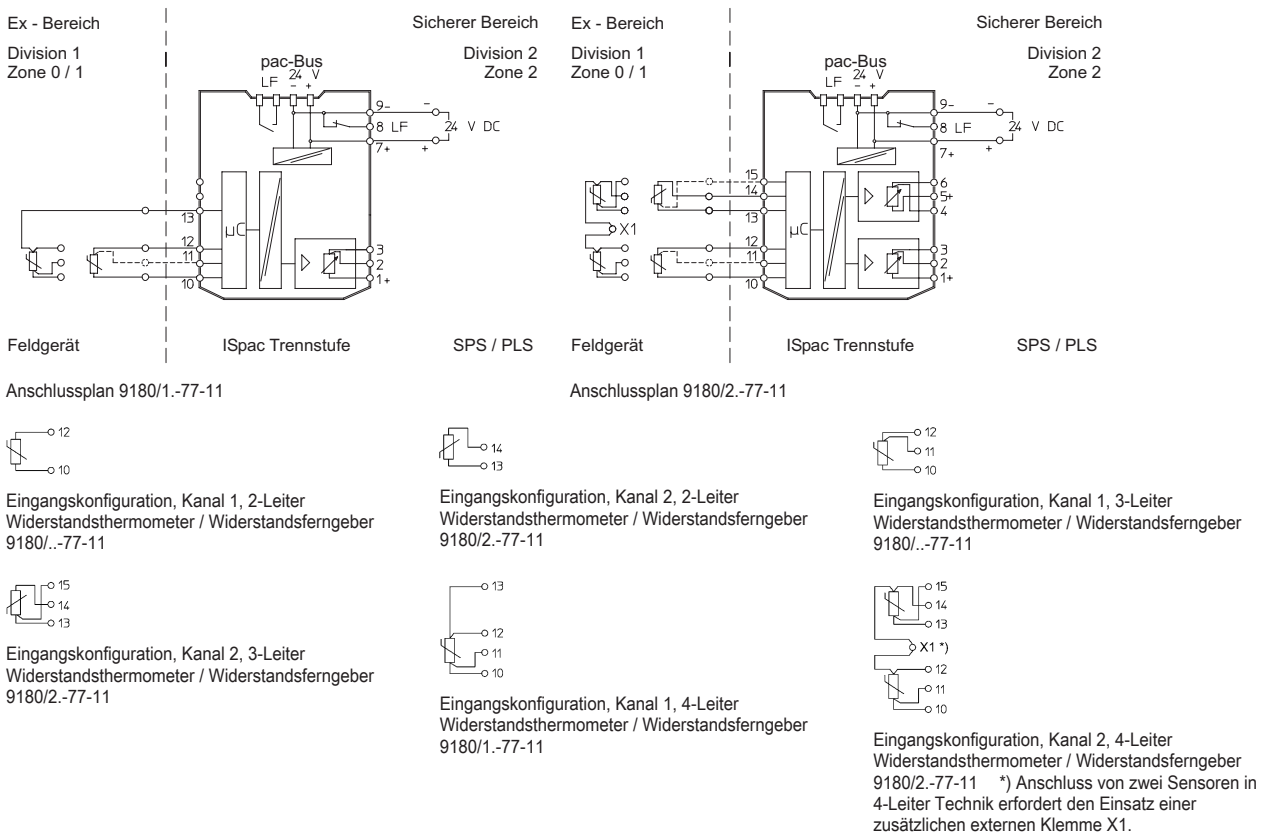 Ex - Bereich
Sicherer Bereich
Division 1
Zone 0 / 1
Division 2
Zone 2
pac-Bus
LF 24 V
- +
9-
-
8 LF
24 V DC
7+
+
13
12
11
10
µC
3
2
1+
Feldgerät
ISpac Trennstufe
SPS / PLS
Anschlussplan 9180/1.-77-11
Ex - Bereich
Sicherer Bereich
Division 1
Zone 0 / 1
Division 2
Zone 2
pac-Bus
LF 24 V
- +
9-
-
8 LF
24 V DC
7+
+
15
14
13
X1
12
11
10
µC
6
5+
4
3
2
1+
Feldgerät
ISpac Trennstufe
SPS / PLS
Anschlussplan 9180/2.-77-11
12
10
Eingangskonfiguration, Kanal 1, 2-Leiter
Widerstandsthermometer / Widerstandsferngeber
9180/..-77-11
14
13
Eingangskonfiguration, Kanal 2, 2-Leiter
Widerstandsthermometer / Widerstandsferngeber
9180/2.-77-11
12
11
10
Eingangskonfiguration, Kanal 1, 3-Leiter
Widerstandsthermometer / Widerstandsferngeber
9180/..-77-11
15
14
13
Eingangskonfiguration, Kanal 2, 3-Leiter
Widerstandsthermometer / Widerstandsferngeber
9180/2.-77-11
13
12
11
10
Eingangskonfiguration, Kanal 1, 4-Leiter
Widerstandsthermometer / Widerstandsferngeber
9180/1.-77-11
15
14
13
X1 *)
12
11
10
Eingangskonfiguration, Kanal 2, 4-Leiter
Widerstandsthermometer / Widerstandsferngeber
9180/2.-77-11 *) Anschluss von zwei Sensoren in
4-Leiter Technik erfordert den Einsatz einer
zusätzlichen externen Klemme X1.